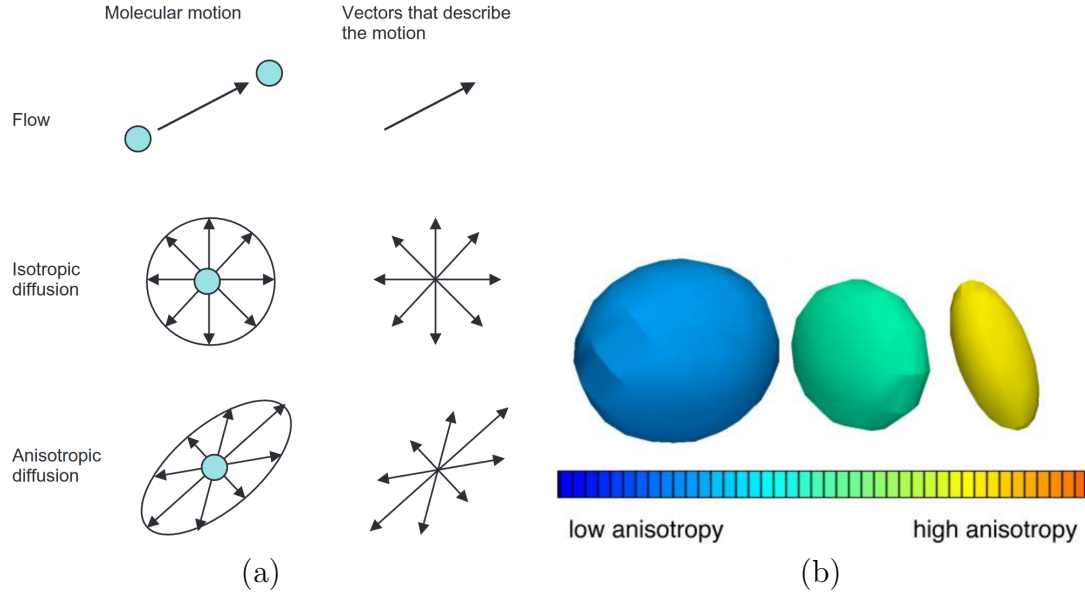 Molecular motion
Vectors that describe
the motion
Flow
Isotropic
diffusion
Anisotropic
diffusion
(a)
low anisotropy
high anisotropy
(b)